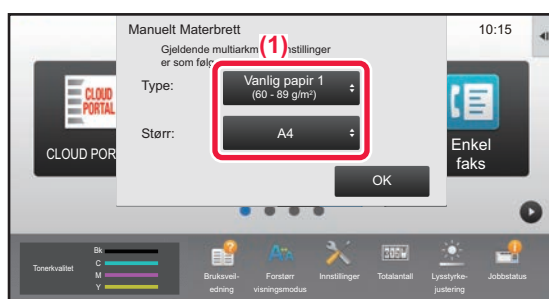 Manuelt Materbrett
10:15
Gjeldende multiarkm
nstillinger
er som følg
(1)
Type:
Vanlig papir 1
(60 - 89 g/m²)
Størr:
A4
OK
CLOUD
PORTAL
CLOUD POR
Enkel
faks
Tonerkvalitet
Bk
C
M
Y
Bruksveil-
edning
Forstørr
visningsmodus
Innstillinger
Totalantall
Lysstyrke-
justering
Jobbstatus